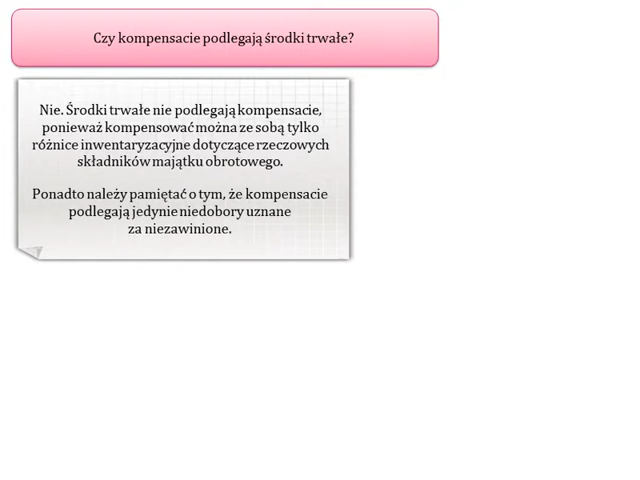 Czy kompensacie podlegają środki trwałe?
Nie. Środki trwałe nie podlegają kompensacie,
ponieważ kompensować można ze sobą tylko
różnice inwentaryzacyjne dotyczące rzeczowych
składników majątku obrotowego.
Ponadto należy pamiętać o tym, że kompensacie
podlegają jedynie niedobory uznane
za niezawinione.